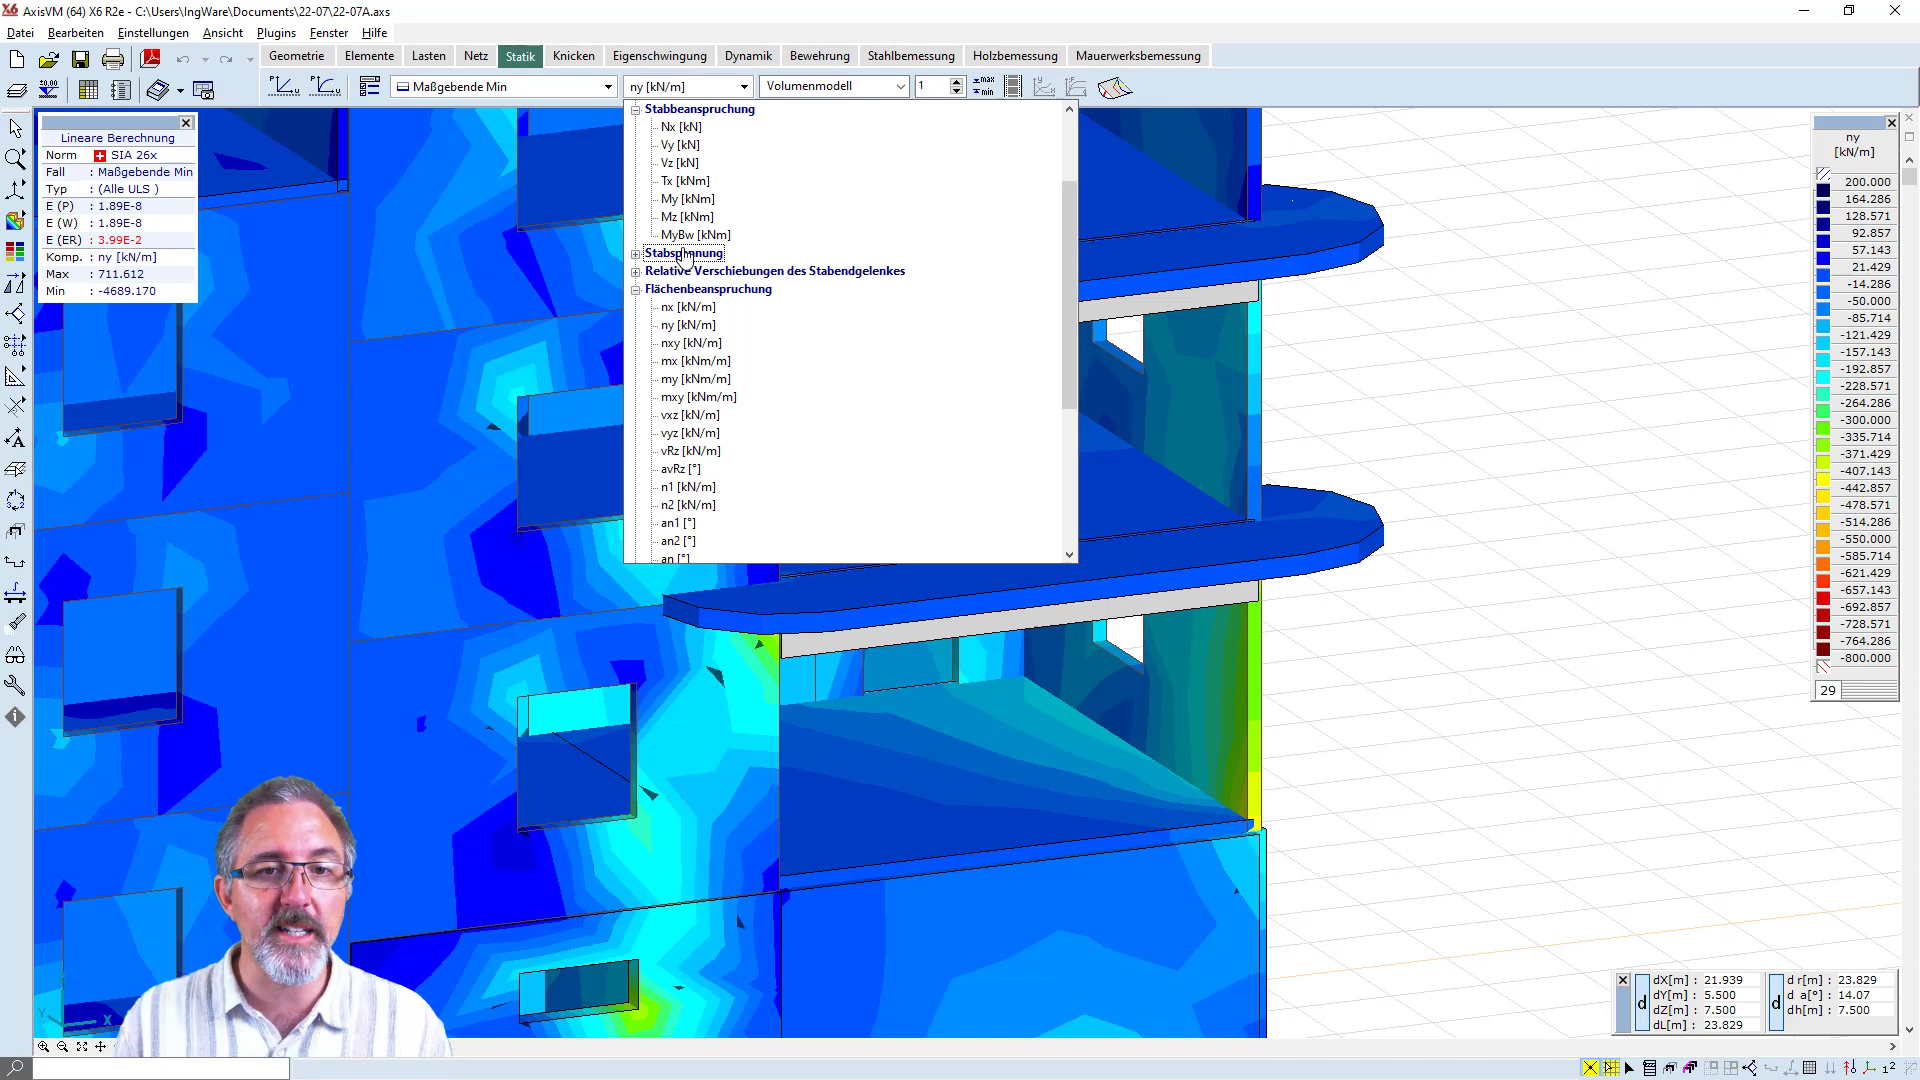 AxisVM (64) X6 R2e - C:\Users\IngWare\Documents\22-07\22-07A.axs
Datei Bearbeiten Einstellungen Ansicht Plugins Fenster Hilfe
Geometrie Elemente Lasten Netz Statik Knicken Eigenschwingung Dynamik Bewehrung Stahlbemessung Holzbemessung Mauerwerksbemessung
Maßgebende Min ny [kN/m] Volumenmodell 1
Lineare Berechnung
Norm SIA 26x
Fall : Maßgebende Min
Typ : (Alle ULS )
E (P) : 1.89E-8
E (W) : 1.89E-8
E (ER) : 3.99E-2
Komp. : ny [kN/m]
Max : 711.612
Min : -4689.170
Stabbeanspruchung
Nx [kN]
Vy [kN]
Vz [kN]
Tx [kNm]
My [kNm]
Mz [kNm]
MyBw [kNm]
Stabspannung
Relative Verschiebungen des Stabendgelenkes
Flächenbeanspruchung
nx [kN/m]
ny [kN/m]
nxy [kN/m]
mx [kNm/m]
my [kNm/m]
mxy [kNm/m]
vxz [kN/m]
vyz [kN/m]
vRz [kN/m]
avRz [°]
n1 [kN/m]
n2 [kN/m]
an1 [°]
an2 [°]
an [°]
ny
[kN/m]
200.000
164.286
128.571
92.857
57.143
21.429
-14.286
-50.000
-85.714
-121.429
-157.143
-192.857
-228.571
-264.286
-300.000
-335.714
-371.429
-407.143
-442.857
-478.571
-514.286
-550.000
-585.714
-621.429
-657.143
-692.857
-728.571
-764.286
-800.000
29
d
dX[m] : 21.939
dY[m] : 5.500
dZ[m] : 7.500
dL[m] : 23.829
d
d r[m] : 23.829
d a[°] : 14.07
dh[m] : 7.500
Y X